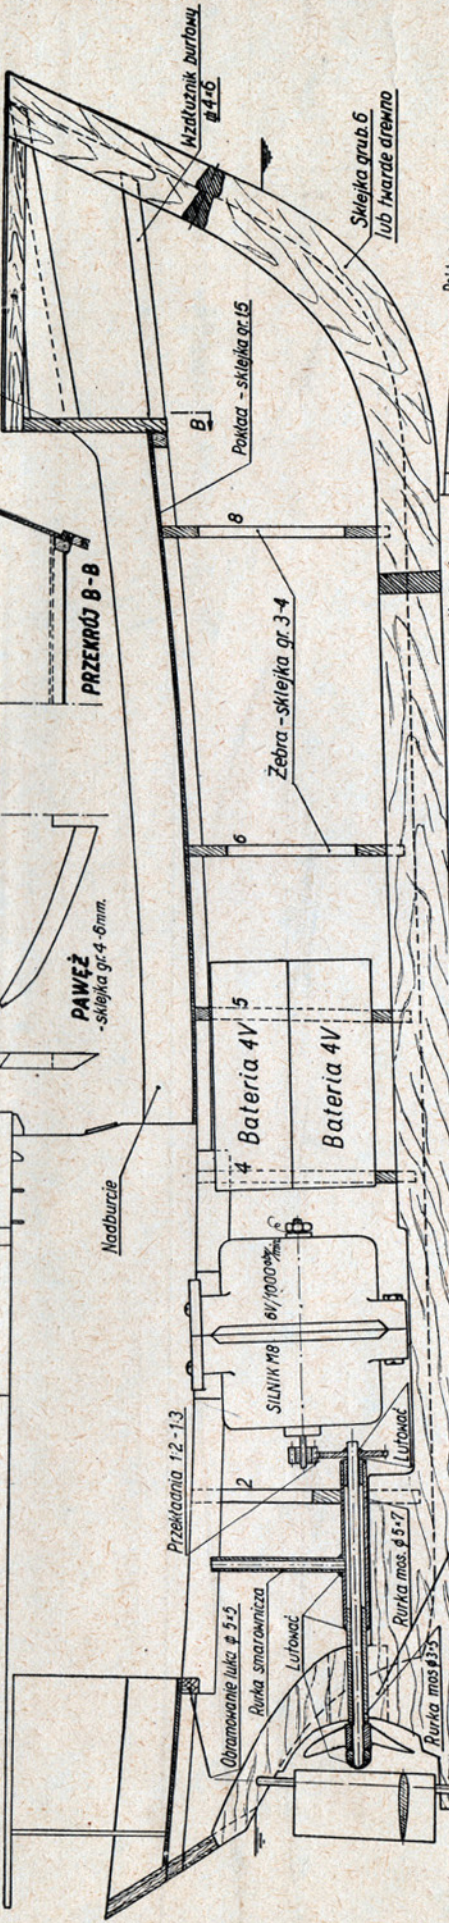 Wzdłużnik burtowy
φ 4×6
Sklejka grub. 6
lub twarde drewno
B
Pokład - sklejka gr. 1,5
8
PRZEKRÓJ B-B
Żebra - sklejka gr. 3-4
6
PAWĘŻ
- sklejka gr. 4-6mm.
5
Bateria 4V
Bateria 4V
4
Nadburcie
SILNIK M8 6V/1000 obr/min.
Przekładnia 1:2-1:3
Lutować
2
Rurka mos. φ 5×7
Obramowanie luku φ 5×5
Rurka smarownicza
Lutować
Rurka mos φ 3×5